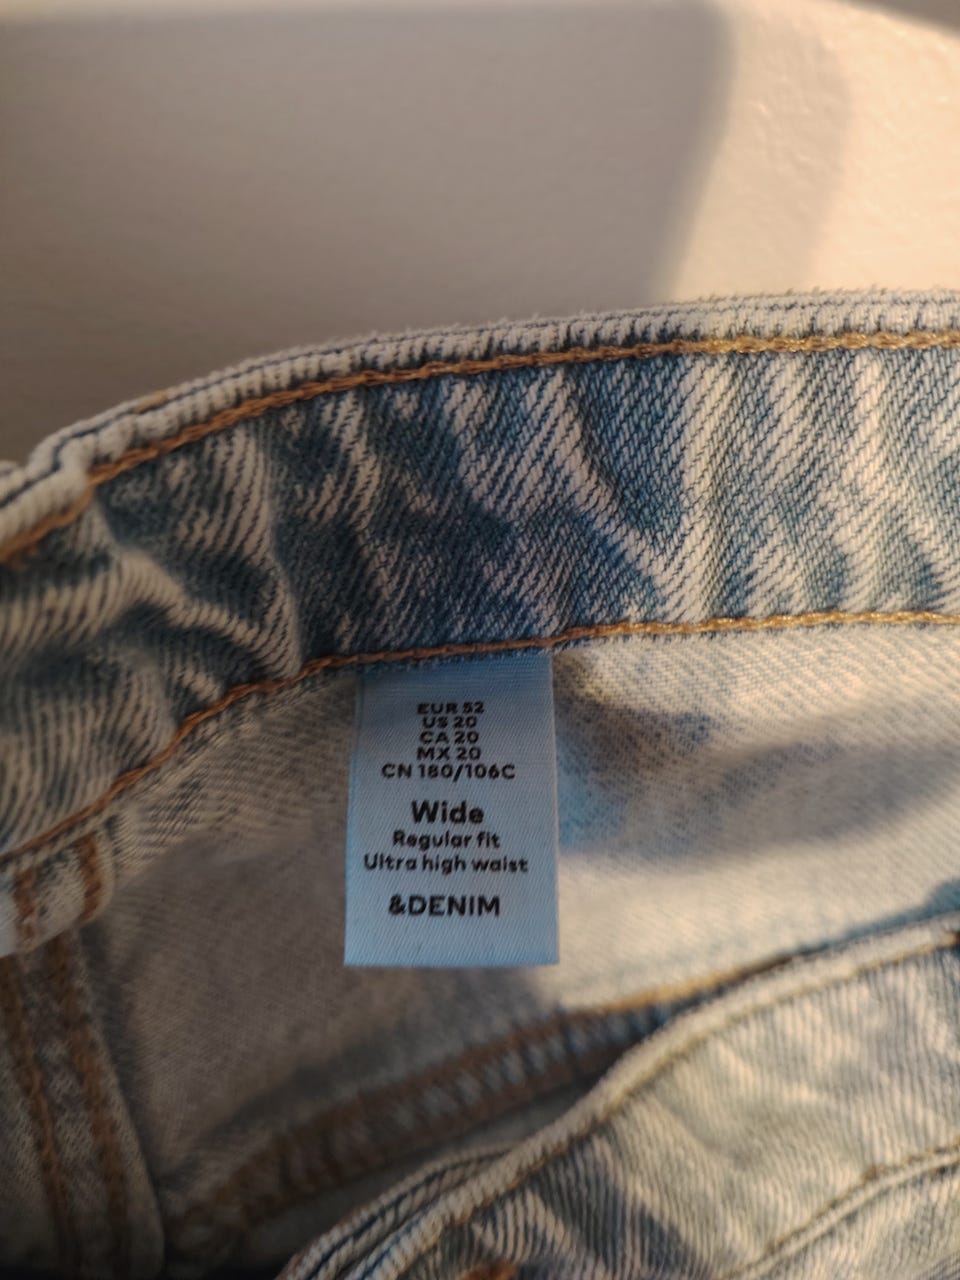 EUR 52
US 20
CA 20
MX 20
CN 180/106C
Wide
Regular fit
Ultra high waist
&DENIM